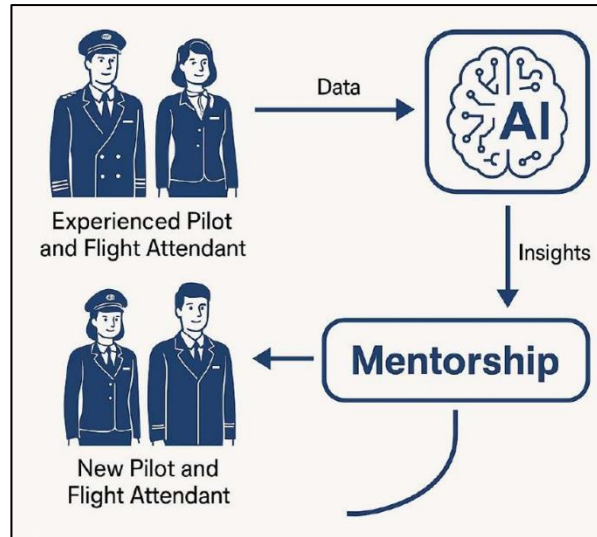 Data
AI
Experienced Pilot
and Flight Attendant
Insights
Mentorship
New Pilot and
Flight Attendant